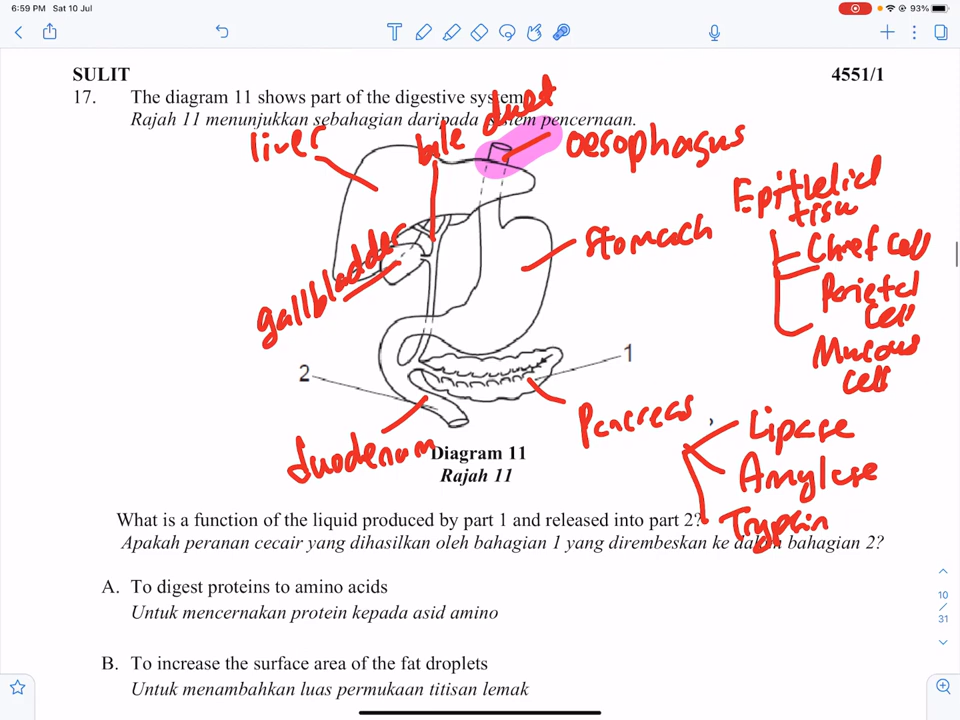 6:59 PM Sat 10 Jul
93%
SULIT
4551/1
17. The diagram 11 shows part of the digestive system.
Rajah 11 menunjukkan sebahagian daripada sistem pencernaan.
liver
bile duct
oesophagus
Epithelial
tissu
Chief cell
Parietal
cell
Mucous
cell
Stomach
gallbladder
1
2
Pancreas
Lipase
Amylase
Trypsin
duodenum
Diagram 11
Rajah 11
What is a function of the liquid produced by part 1 and released into part 2?
Apakah peranan cecair yang dihasilkan oleh bahagian 1 yang dirembeskan ke dalam bahagian 2?
A. To digest proteins to amino acids
Untuk mencernakan protein kepada asid amino
B. To increase the surface area of the fat droplets
Untuk menambahkan luas permukaan titisan lemak
10
/
31